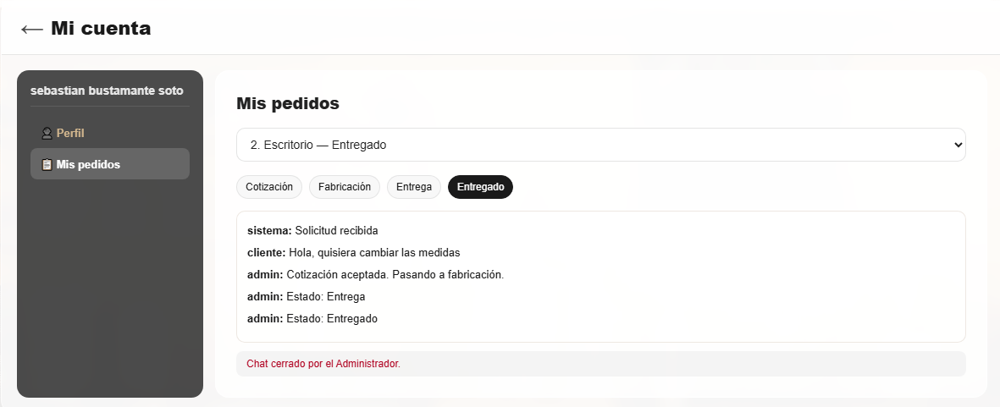 ← Mi cuenta
sebastian bustamante soto
Perfil
Mis pedidos
Mis pedidos
2. Escritorio — Entregado
Cotización Fabricación Entrega Entregado
sistema: Solicitud recibida
cliente: Hola, quisiera cambiar las medidas
admin: Cotización aceptada. Pasando a fabricación.
admin: Estado: Entrega
admin: Estado: Entregado
Chat cerrado por el Administrador.